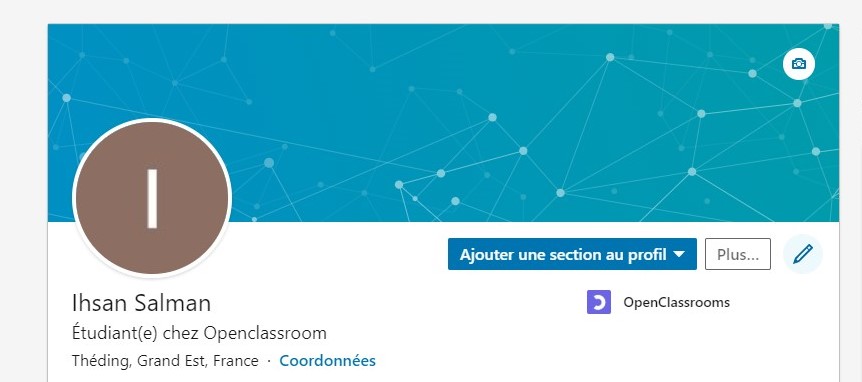 I
Ajouter une section au profil
Plus...
Ihsan Salman
OpenClassrooms
Étudiant(e) chez Openclassroom
Théding, Grand Est, France · Coordonnées